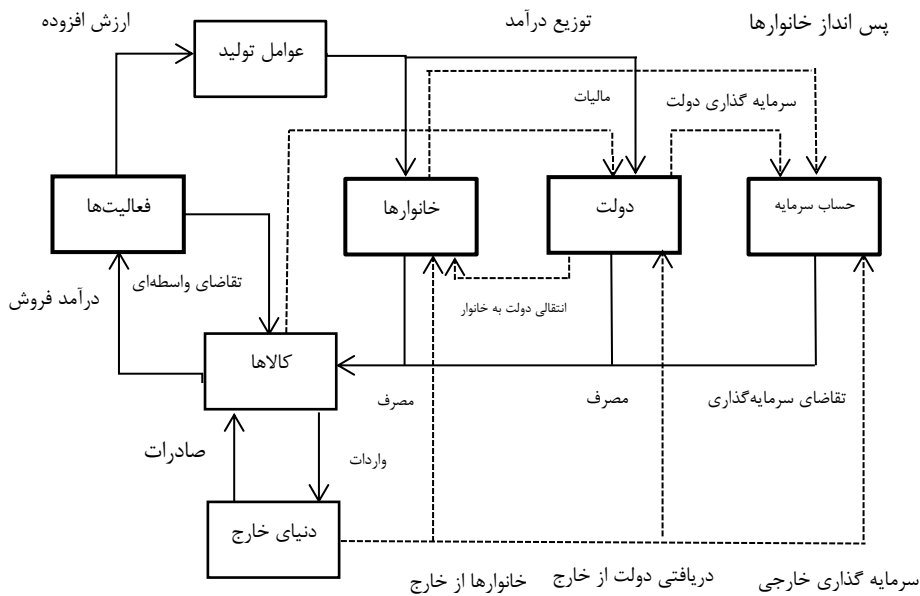 پس انداز خانوارها
توزیع درآمد
ارزش افزوده
عوامل تولید
سرمایه گذاری دولت
مالیات
حساب سرمایه
دولت
خانوارها
فعالیت‌ها
تقاضای واسطه‌ای
درآمد فروش
انتقالی دولت به خانوار
کالاها
تقاضای سرمایه‌گذاری
مصرف
مصرف
صادرات
واردات
دنیای خارج
سرمایه گذاری خارجی
دریافتی دولت از خارج
خانوارها از خارج